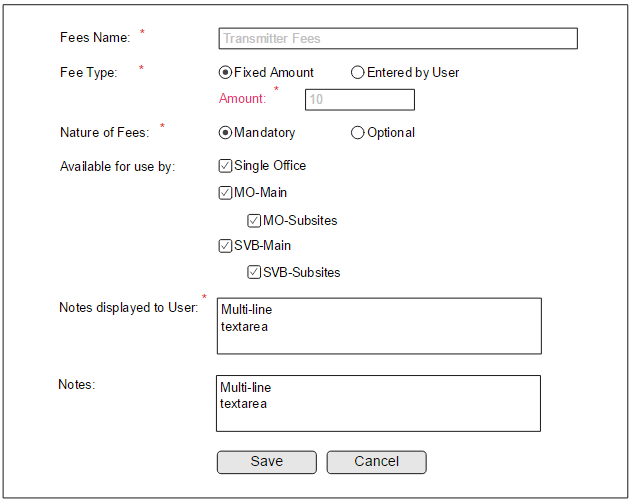 Fees Name: * Transmitter Fees
Fee Type: * Fixed Amount Entered by User
Amount: * 10
Nature of Fees: * Mandatory Optional
Available for use by: Single Office
MO-Main
MO-Subsites
SVB-Main
SVB-Subsites
Notes displayed to User: * Multi-line
textarea
Notes: Multi-line
textarea
Save Cancel